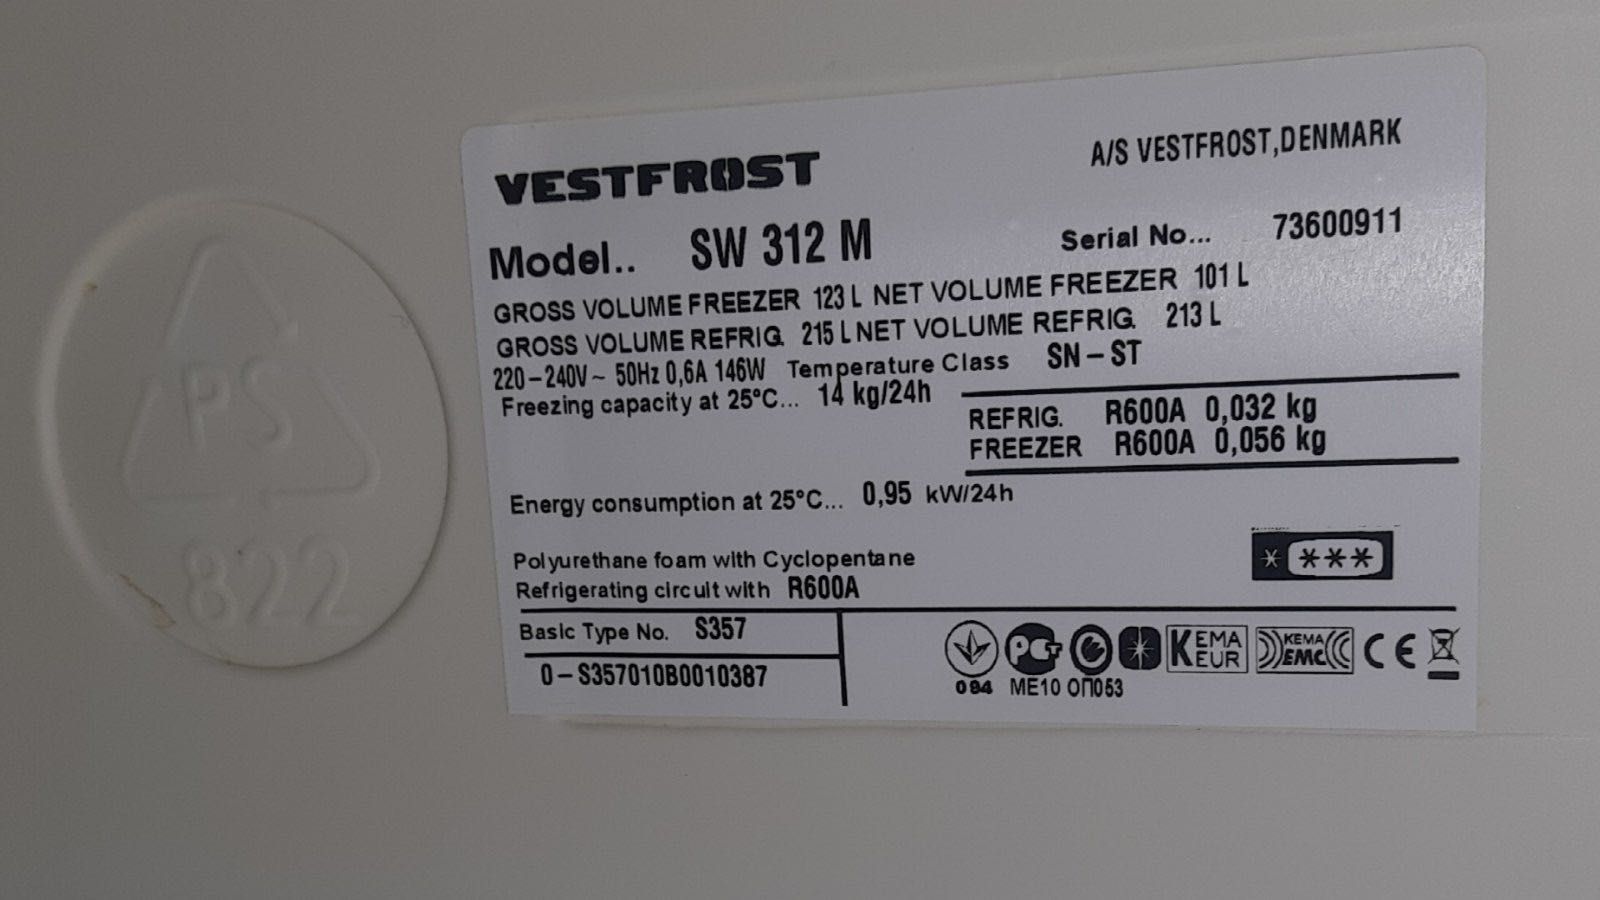 VESTFROST
A/S VESTFROST,DENMARK
Model.. SW 312 M
Serial No... 73600911
GROSS VOLUME FREEZER 123 L NET VOLUME FREEZER 101 L
GROSS VOLUME REFRIG. 215 L NET VOLUME REFRIG. 213 L
220-240V~ 50Hz 0,6A 146W Temperature Class SN-ST
Freezing capacity at 25°C... 14 kg/24h
REFRIG. R600A 0,032 kg
FREEZER R600A 0,056 kg
Energy consumption at 25°C... 0,95 kW/24h
Polyurethane foam with Cyclopentane
Refrigerating circuit with R600A
* ***
Basic Type No. S357
0-S357010B0010387
KEMA EUR
KEMA EMC
CE
094 ME10 ОП053
PS
822